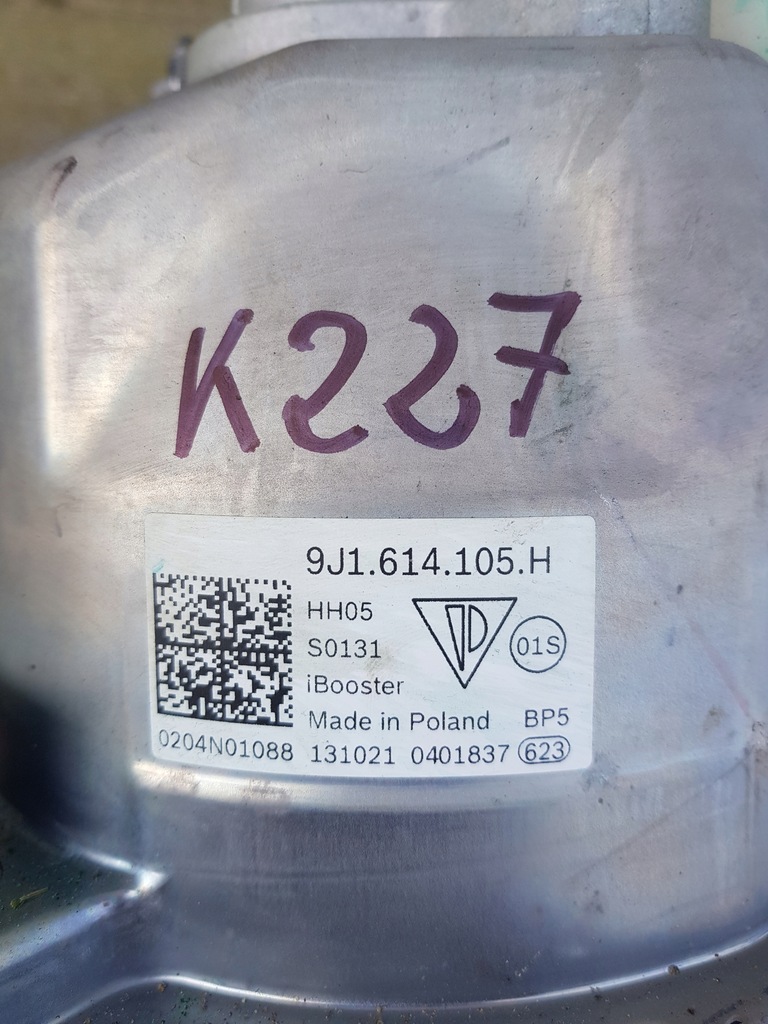 K227
9J1.614.105.H
HH05
S0131 01S
iBooster
Made in Poland BP5
0204N01088 131021 0401837 623